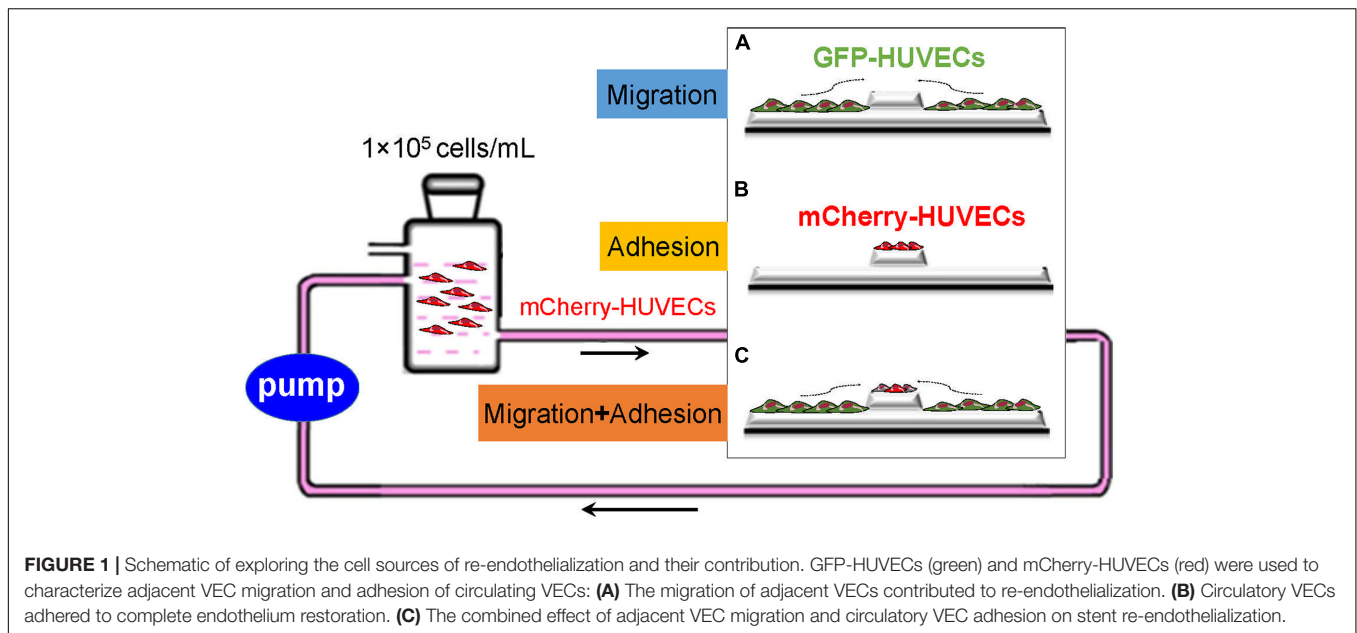 A
GFP-HUVECs
Migration
1×10⁵ cells/mL
B
mCherry-HUVECs
Adhesion
mCherry-HUVECs
pump
C
Migration+Adhesion
FIGURE 1 | Schematic of exploring the cell sources of re-endothelialization and their contribution. GFP-HUVECs (green) and mCherry-HUVECs (red) were used to
characterize adjacent VEC migration and adhesion of circulating VECs: (A) The migration of adjacent VECs contributed to re-endothelialization. (B) Circulatory VECs
adhered to complete endothelium restoration. (C) The combined effect of adjacent VEC migration and circulatory VEC adhesion on stent re-endothelialization.